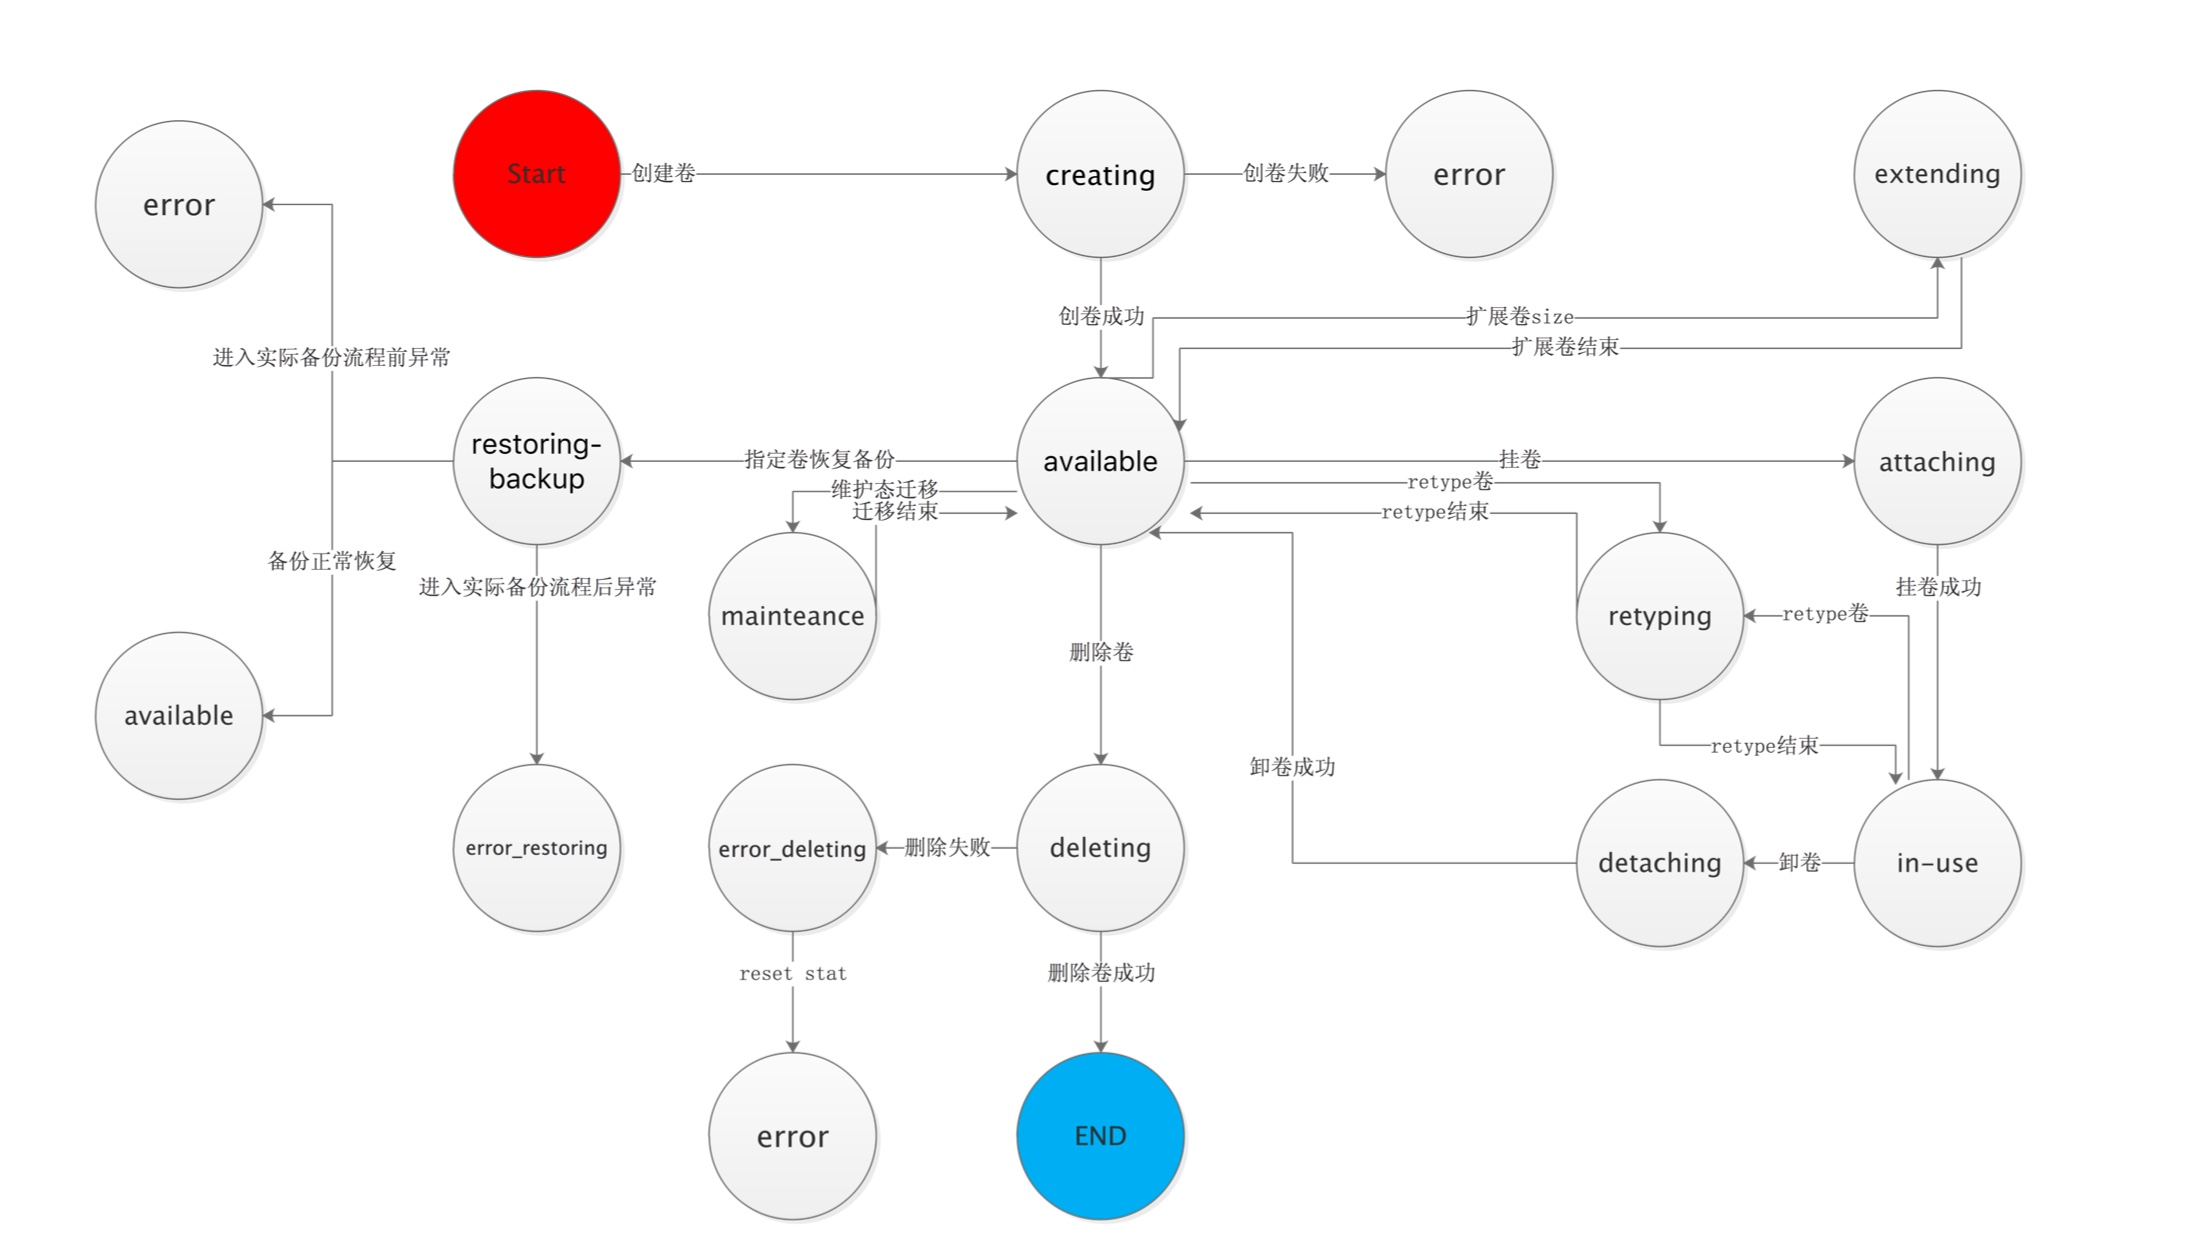 Start
创建卷
creating
创卷失败
error
extending
error
创卷成功
扩展卷size
扩展卷结束
进入实际备份流程前异常
restoring-
backup
指定卷恢复备份
available
挂卷
attaching
维护态迁移
retype卷
迁移结束
retype结束
备份正常恢复
进入实际备份流程后异常
挂卷成功
mainteance
retyping
retype卷
删除卷
available
retype结束
卸卷成功
error_restoring
error_deleting
删除失败
deleting
detaching
卸卷
in-use
reset stat
删除卷成功
error
END